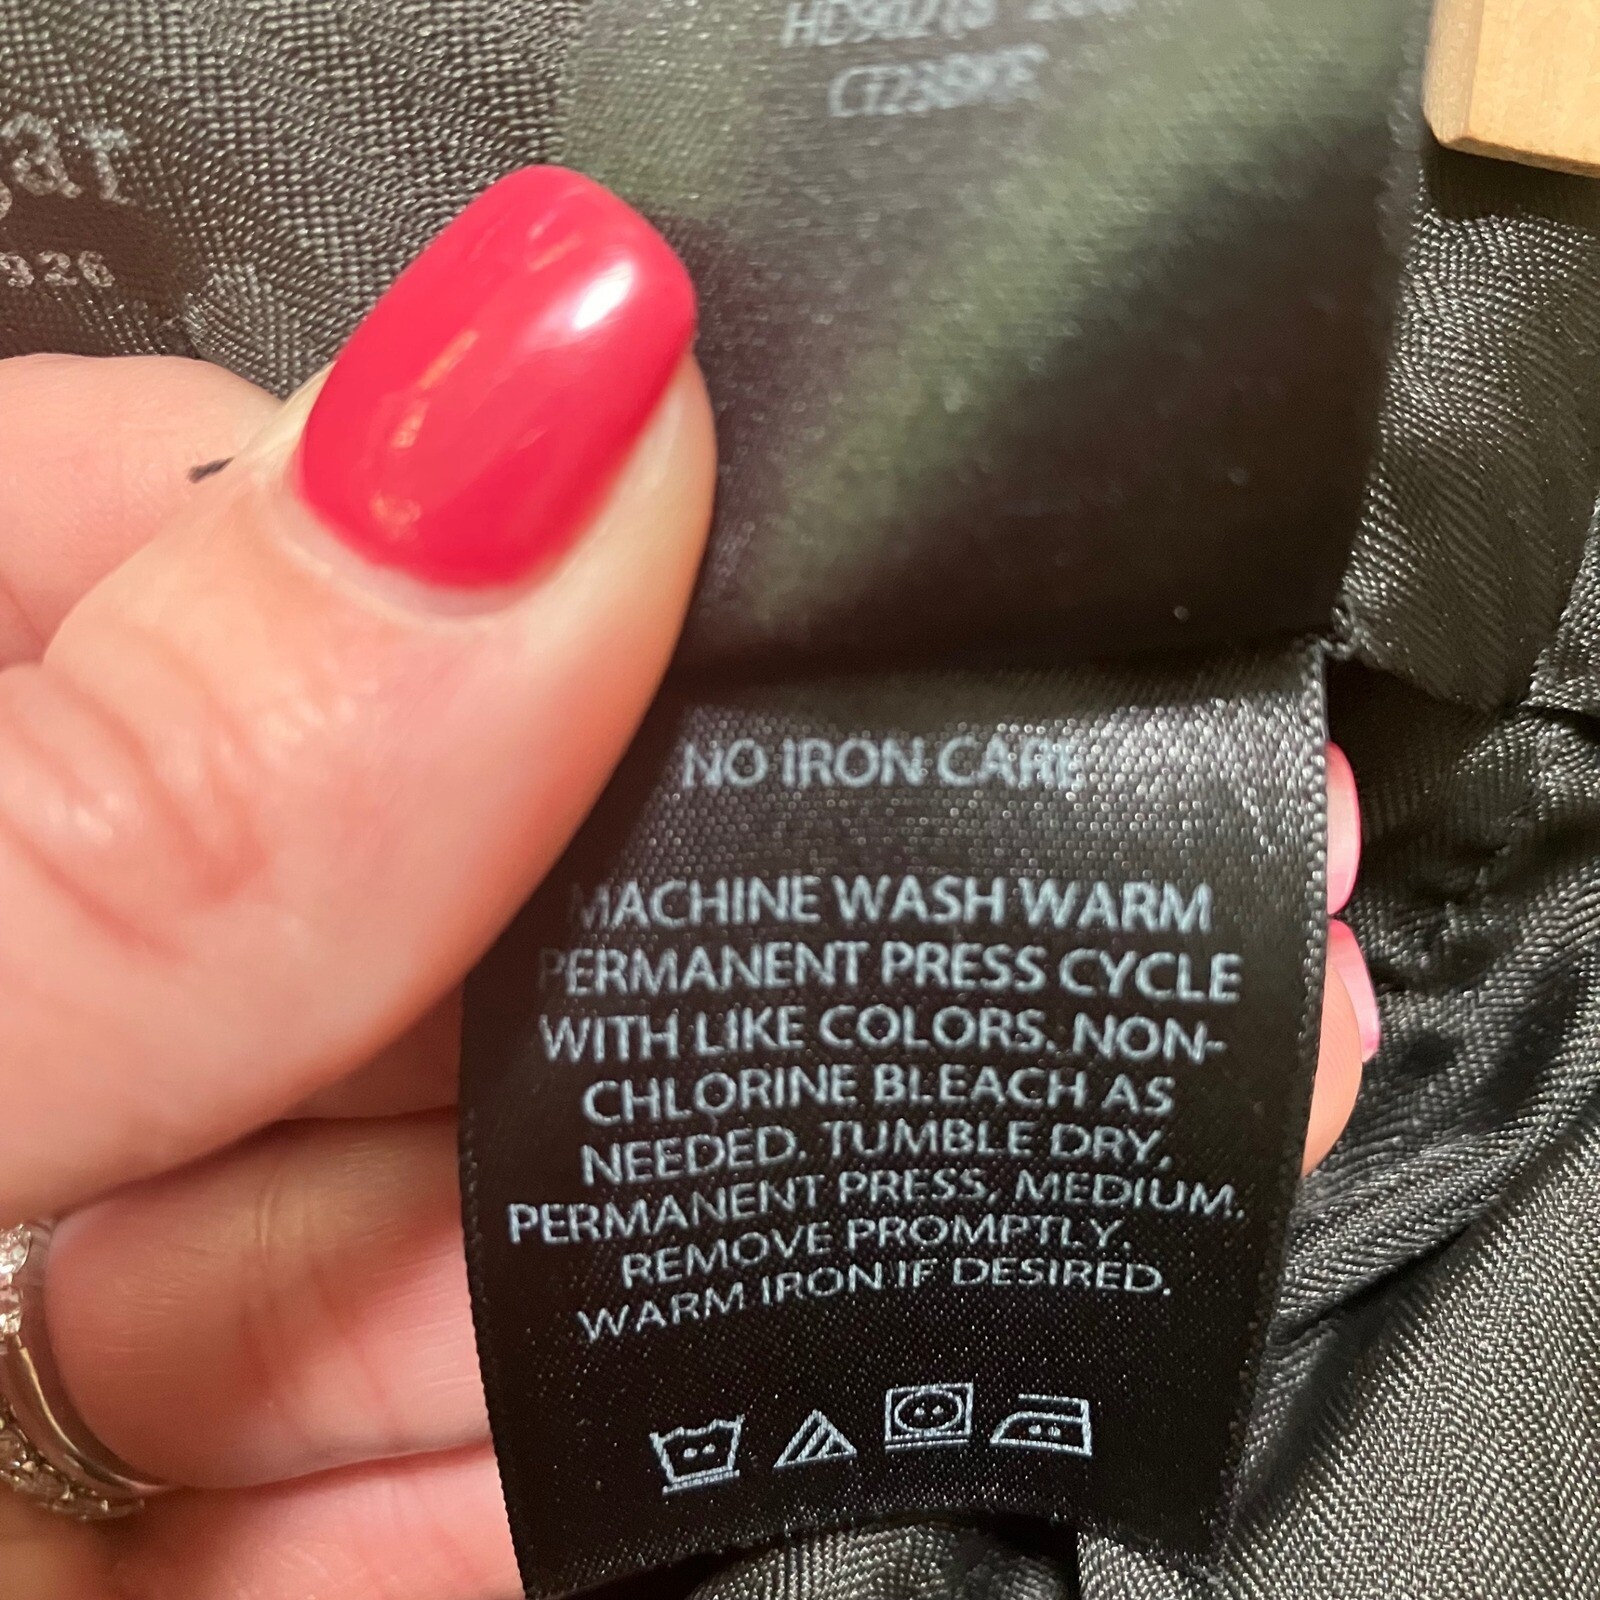 926
NO IRON CARE
MACHINE WASH WARM
PERMANENT PRESS CYCLE
WITH LIKE COLORS. NON-
CHLORINE BLEACH AS
NEEDED. TUMBLE DRY,
PERMANENT PRESS, MEDIUM.
REMOVE PROMPTLY.
WARM IRON IF DESIRED.